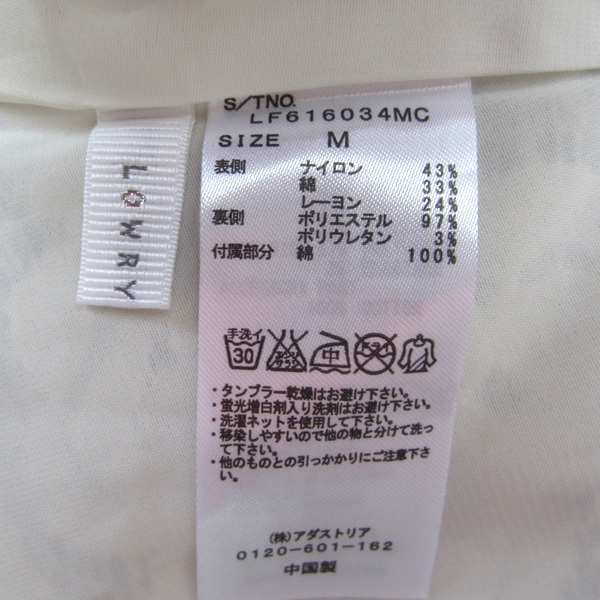 LOWRY
S/TNO.
LF616034MC
SIZE M
表側 ナイロン 43%
綿 33%
レーヨン 24%
裏側 ポリエステル 97%
ポリウレタン 3%
付属部分 綿 100%
手洗イ
30 中 ドライ
・タンブラー乾燥はお避け下さい。
・蛍光増白剤入り洗剤はお避け下さい。
・洗濯ネットを使用して下さい。
・移染しやすいので他の物と分けて洗っ
て下さい。
・他のものとの引っかかりにご注意下さ
い。
(株)アダストリア
0120-601-162
中国製